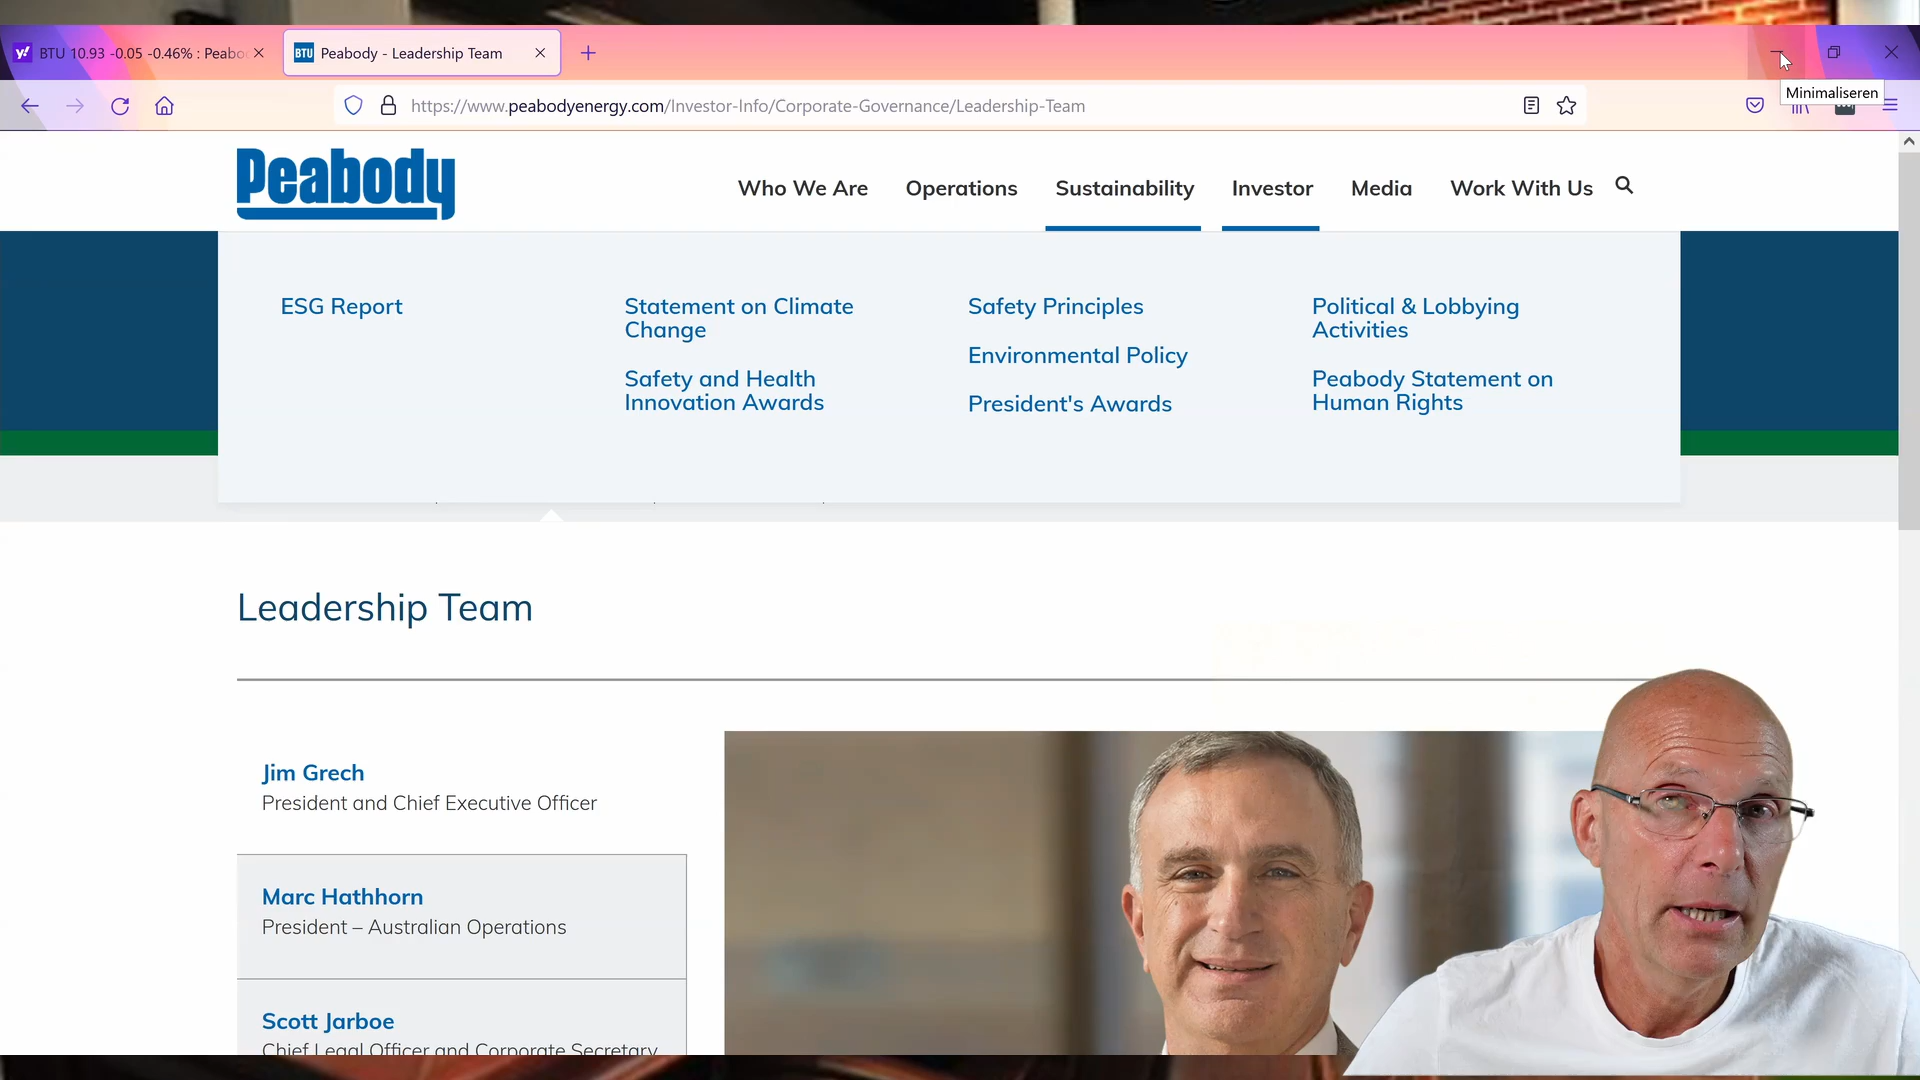 BTU 10.93 -0.05 -0.46% : Peabo
Peabody - Leadership Team
Minimaliseren
https://www.peabodyenergy.com/Investor-Info/Corporate-Governance/Leadership-Team
Peabody
Who We Are
Operations
Sustainability
Investor
Media
Work With Us
ESG Report
Statement on Climate
Change
Safety and Health
Innovation Awards
Safety Principles
Environmental Policy
President's Awards
Political & Lobbying
Activities
Peabody Statement on
Human Rights
Leadership Team
Jim Grech
President and Chief Executive Officer
Marc Hathhorn
President – Australian Operations
Scott Jarboe
Chief Legal Officer and Corporate Secretary